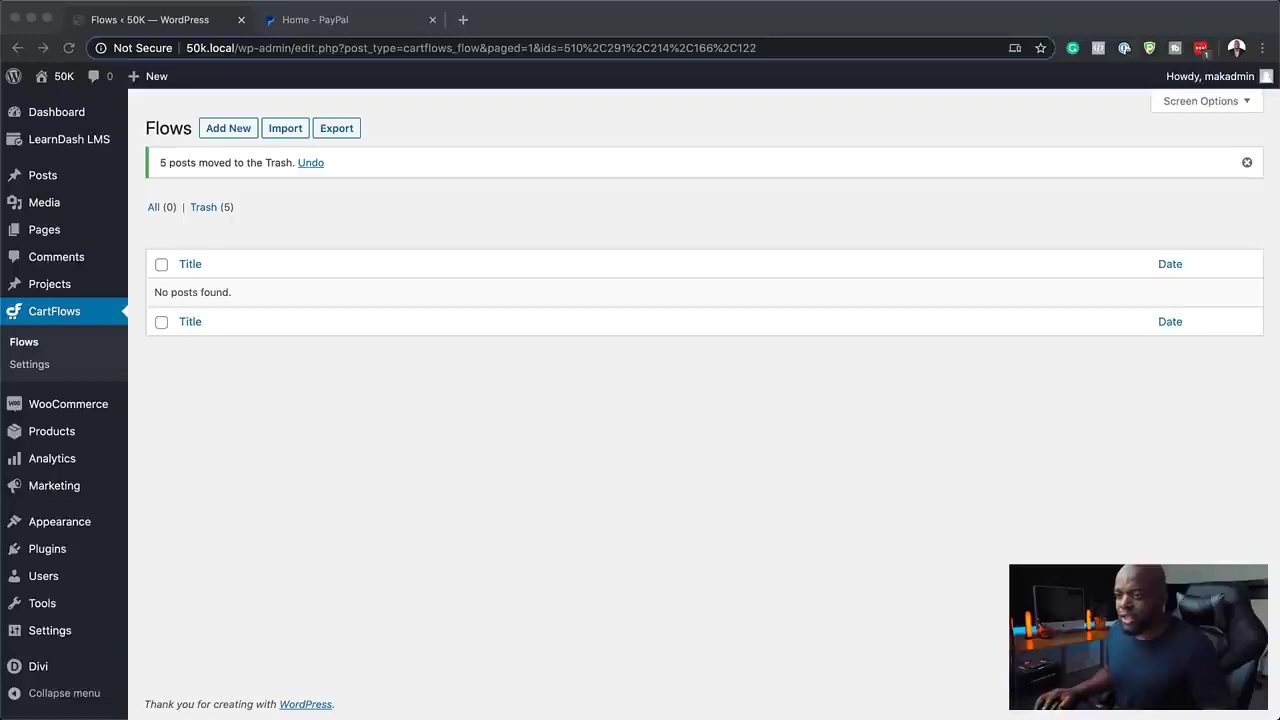 Flows < 50K — WordPress
Home - PayPal
Not Secure
50k.local/wp-admin/edit.php?post_type=cartflows_flow&paged=1&ids=510%2C291%2C214%2C166%2C122
1
50K
0
New
Howdy, makadmin
Dashboard
LearnDash LMS
Posts
Media
Pages
Comments
Projects
CartFlows
Flows
Settings
WooCommerce
Products
Analytics
Marketing
Appearance
Plugins
Users
Tools
Settings
Divi
Collapse menu
Screen Options
Flows
Add New
Import
Export
5 posts moved to the Trash. Undo
All (0) | Trash (5)
Title
Date
No posts found.
Title
Date
Thank you for creating with WordPress.